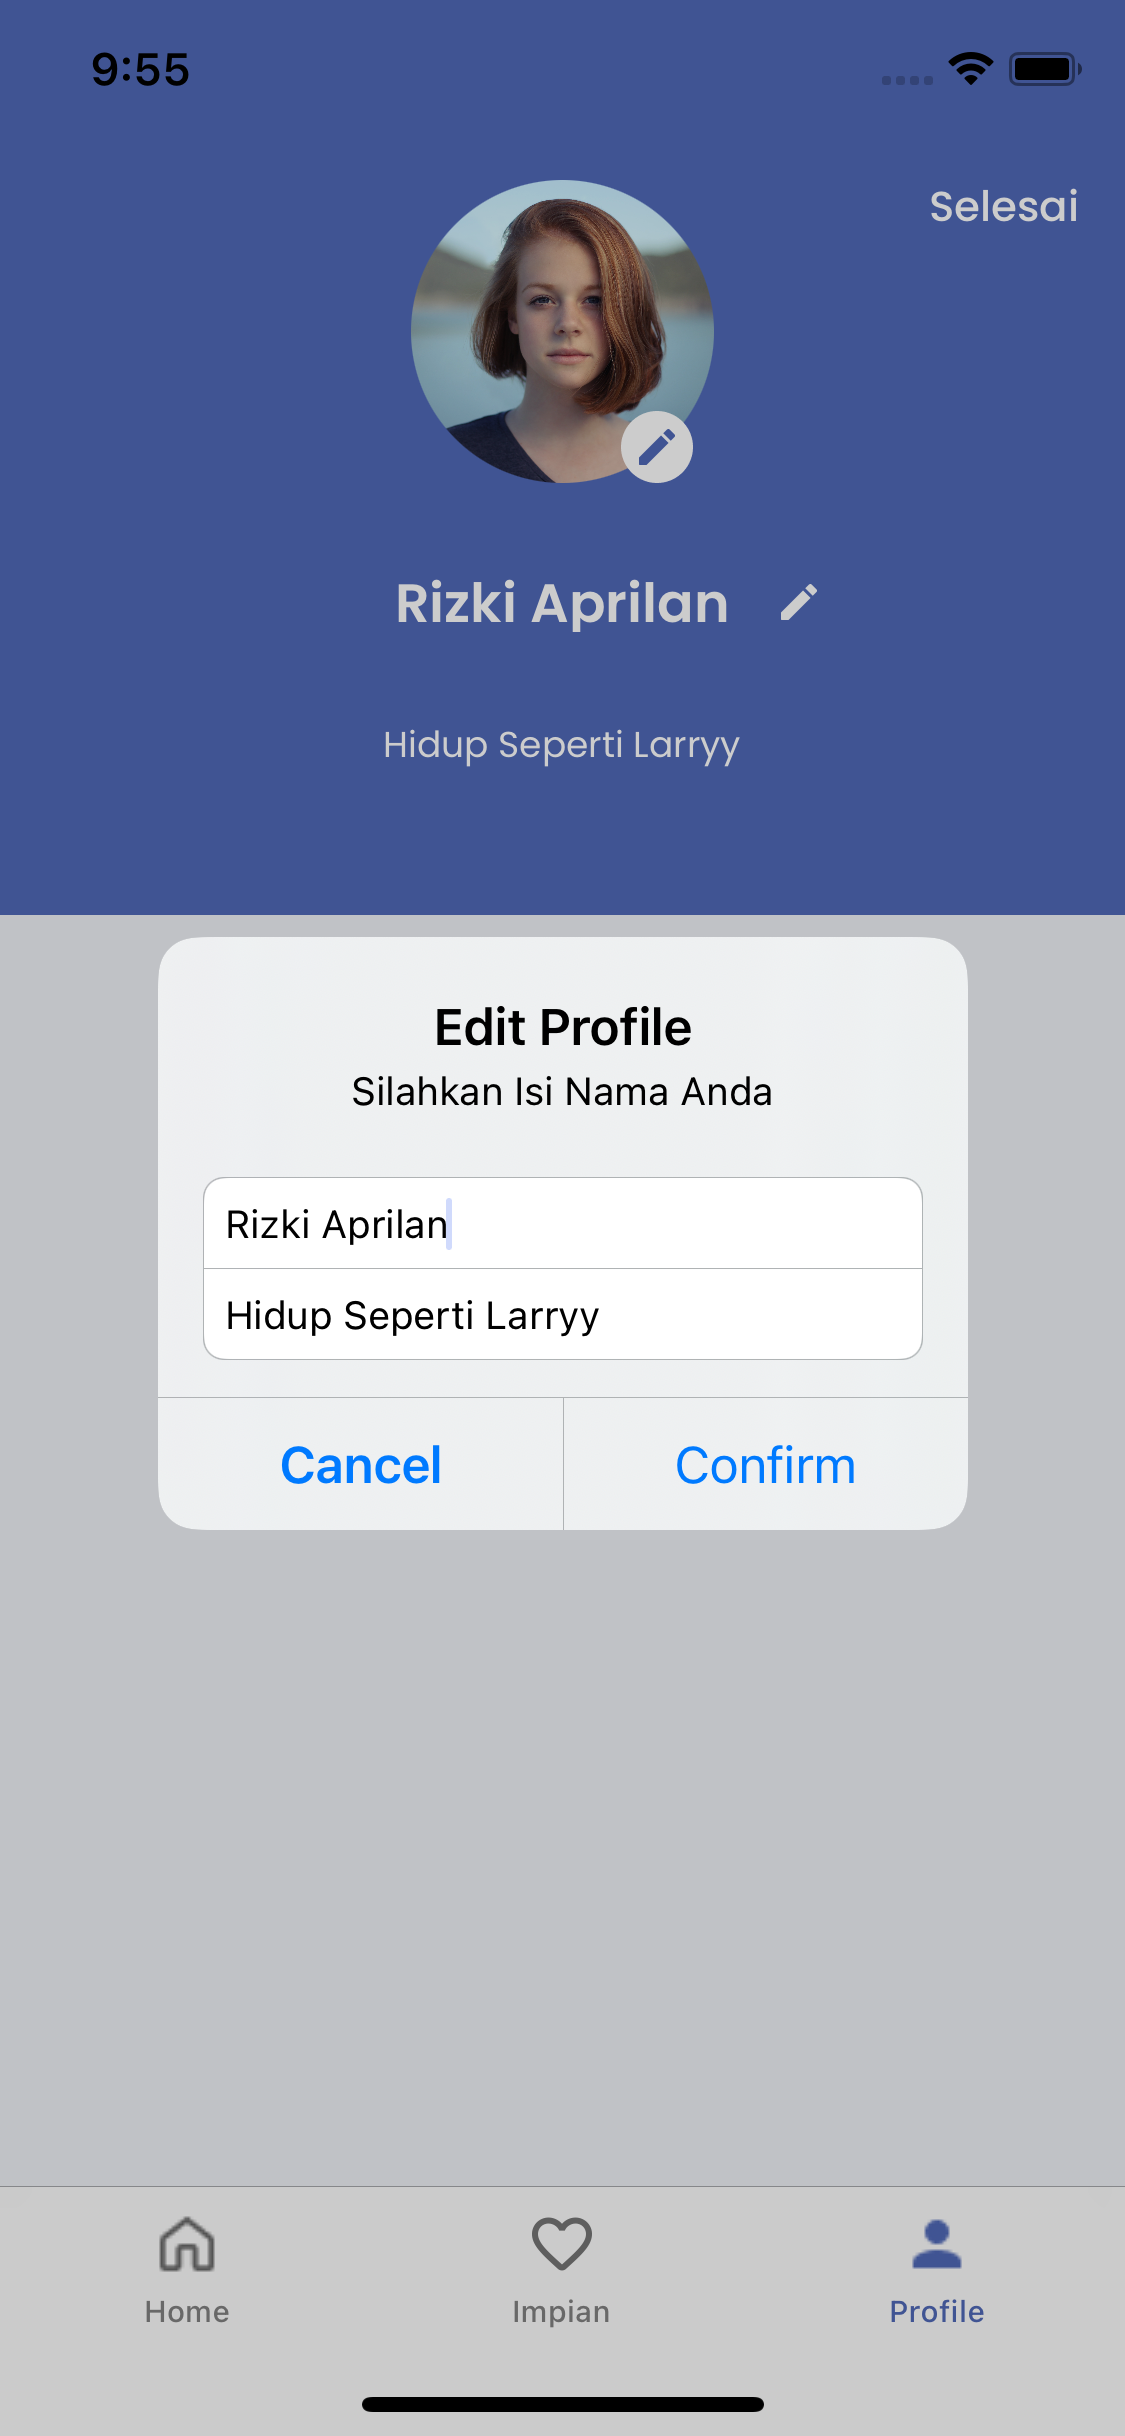 9:55
Selesai
Rizki Aprilan
Hidup Seperti Larryy
Edit Profile
Silahkan Isi Nama Anda
Rizki Aprilan
Hidup Seperti Larryy
Cancel
Confirm
Home
Impian
Profile